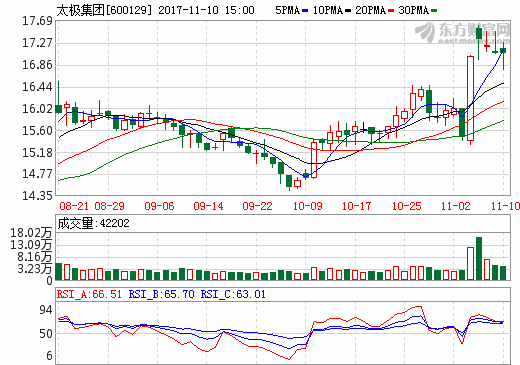 太极集团[600129] 2017-11-10 15:00 5PMA 10PMA 20PMA 30PMA
东方财富网
eastmoney.com
17.69
17.27
16.86
16.44
16.02
15.60
15.18
14.77
14.35
08-21 08-29 09-06 09-14 09-22 10-09 10-17 10-25 11-02 11-10
成交量:42202
18.02万
13.09万
8.16万
3.23万
0
RSI_A:66.51 RSI_B:65.70 RSI_C:63.01
94
50
6